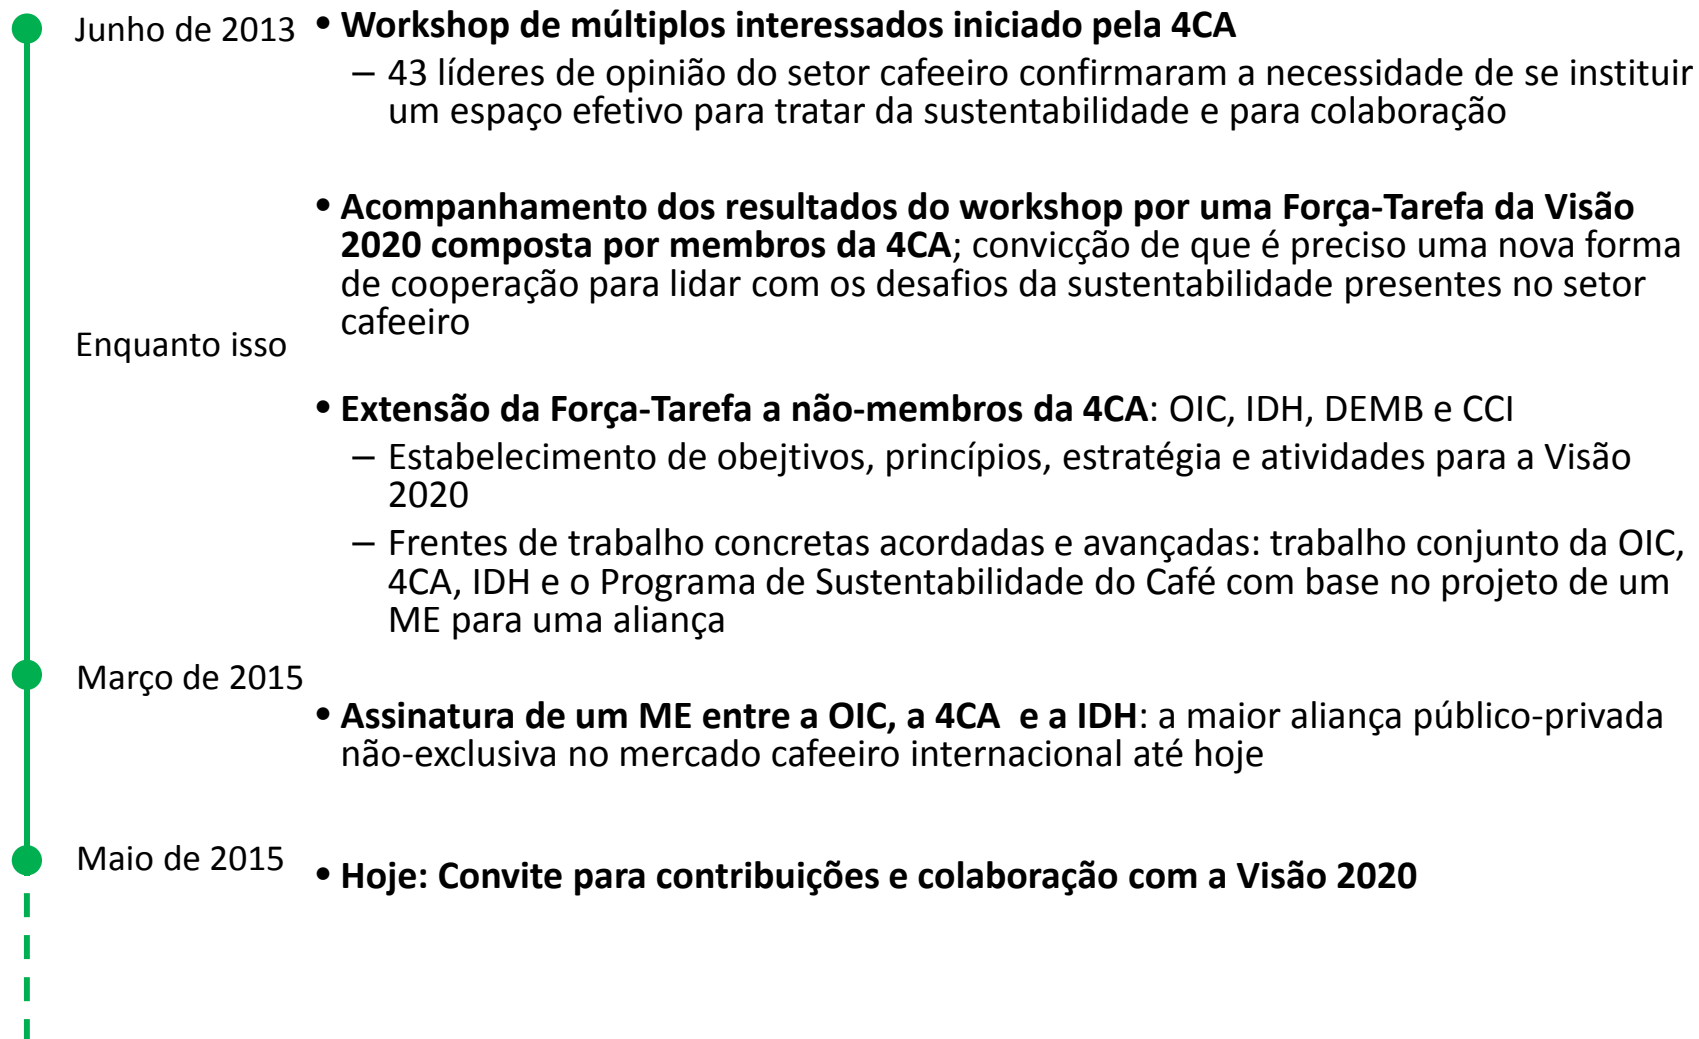 Junho de 2013
• Workshop de múltiplos interessados iniciado pela 4CA
– 43 líderes de opinião do setor cafeeiro confirmaram a necessidade de se instituir
um espaço efetivo para tratar da sustentabilidade e para colaboração
• Acompanhamento dos resultados do workshop por uma Força-Tarefa da Visão
2020 composta por membros da 4CA; convicção de que é preciso uma nova forma
de cooperação para lidar com os desafios da sustentabilidade presentes no setor
cafeeiro
Enquanto isso
• Extensão da Força-Tarefa a não-membros da 4CA: OIC, IDH, DEMB e CCI
– Estabelecimento de obejtivos, princípios, estratégia e atividades para a Visão
2020
– Frentes de trabalho concretas acordadas e avançadas: trabalho conjunto da OIC,
4CA, IDH e o Programa de Sustentabilidade do Café com base no projeto de um
ME para uma aliança
Março de 2015
• Assinatura de um ME entre a OIC, a 4CA e a IDH: a maior aliança público-privada
não-exclusiva no mercado cafeeiro internacional até hoje
Maio de 2015
• Hoje: Convite para contribuições e colaboração com a Visão 2020